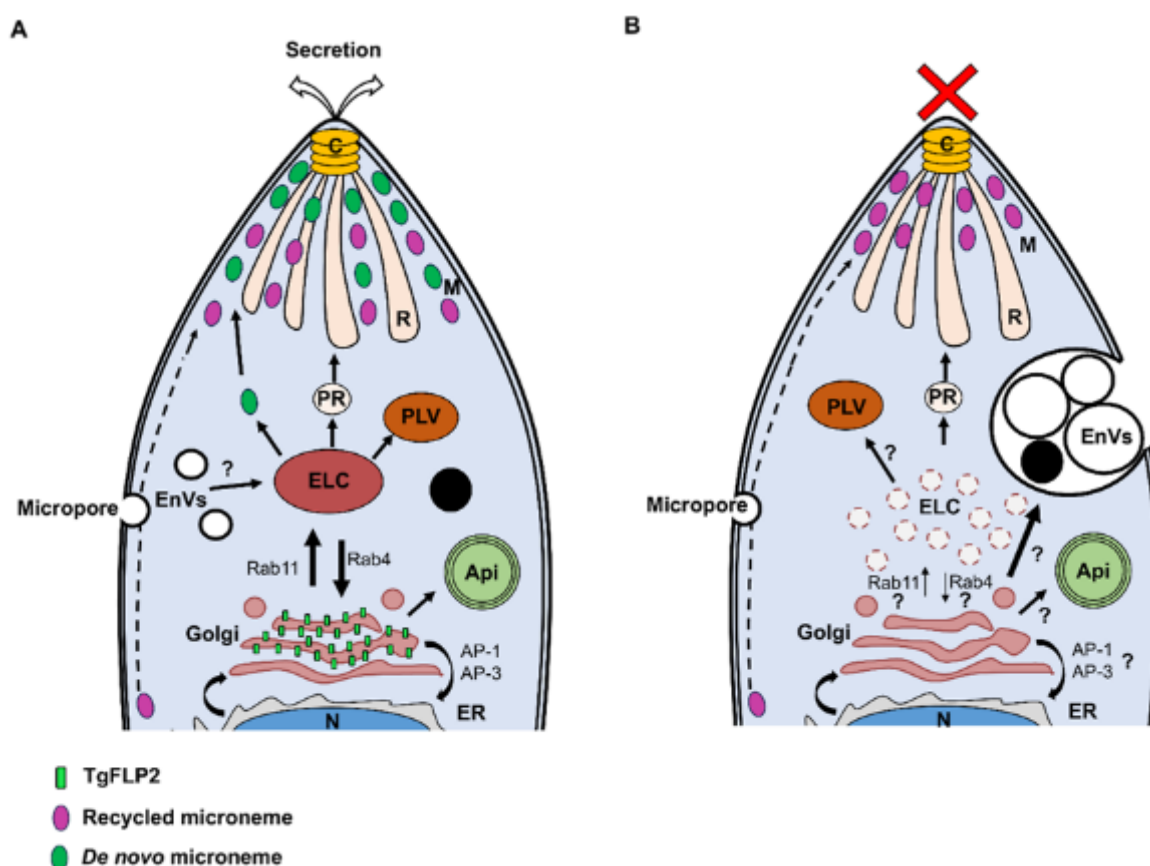 A
Secretion
C
M
R
PR
PLV
ELC
?
EnVs
Micropore
Rab11
Rab4
Api
Golgi
AP-1
AP-3
ER
N
B
C
M
R
PLV
PR
EnVs
?
ELC
Micropore
?
Rab11
Rab4
?
?
Api
?
Golgi
AP-1
AP-3
?
ER
N
TgFLP2
Recycled microneme
De novo microneme